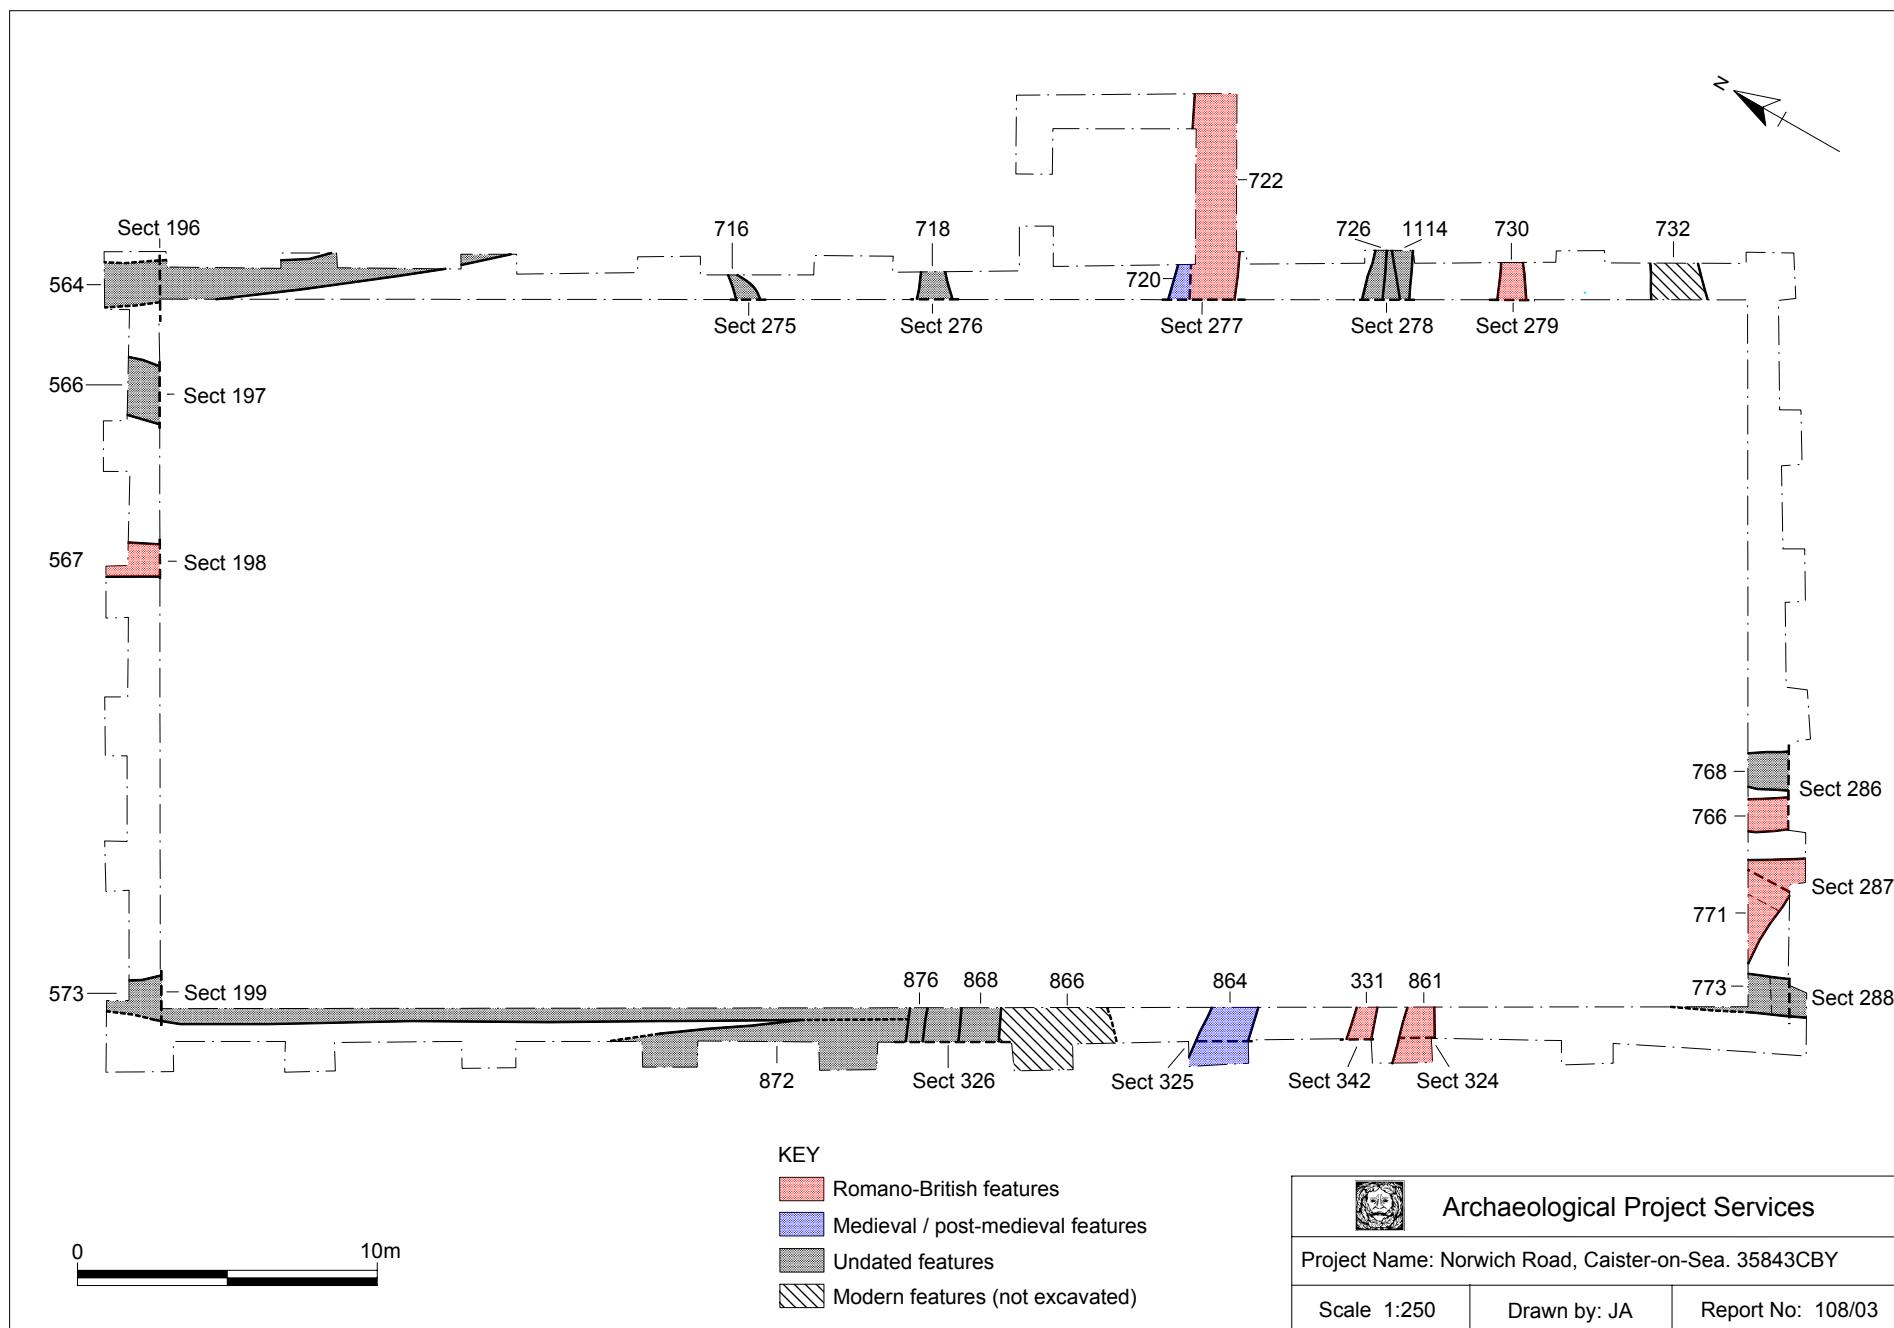 N
722
Sect 196
716
718
726
1114
730
732
564
720
Sect 275
Sect 276
Sect 277
Sect 278
Sect 279
566
Sect 197
567
Sect 198
768
Sect 286
766
Sect 287
771
573
Sect 199
876
868
866
864
331
861
773
Sect 288
872
Sect 326
Sect 325
Sect 342
Sect 324
KEY
Romano-British features
Medieval / post-medieval features
Undated features
Modern features (not excavated)
0
10m
Archaeological Project Services
Project Name: Norwich Road, Caister-on-Sea. 35843CBY
Scale 1:250
Drawn by: JA
Report No: 108/03